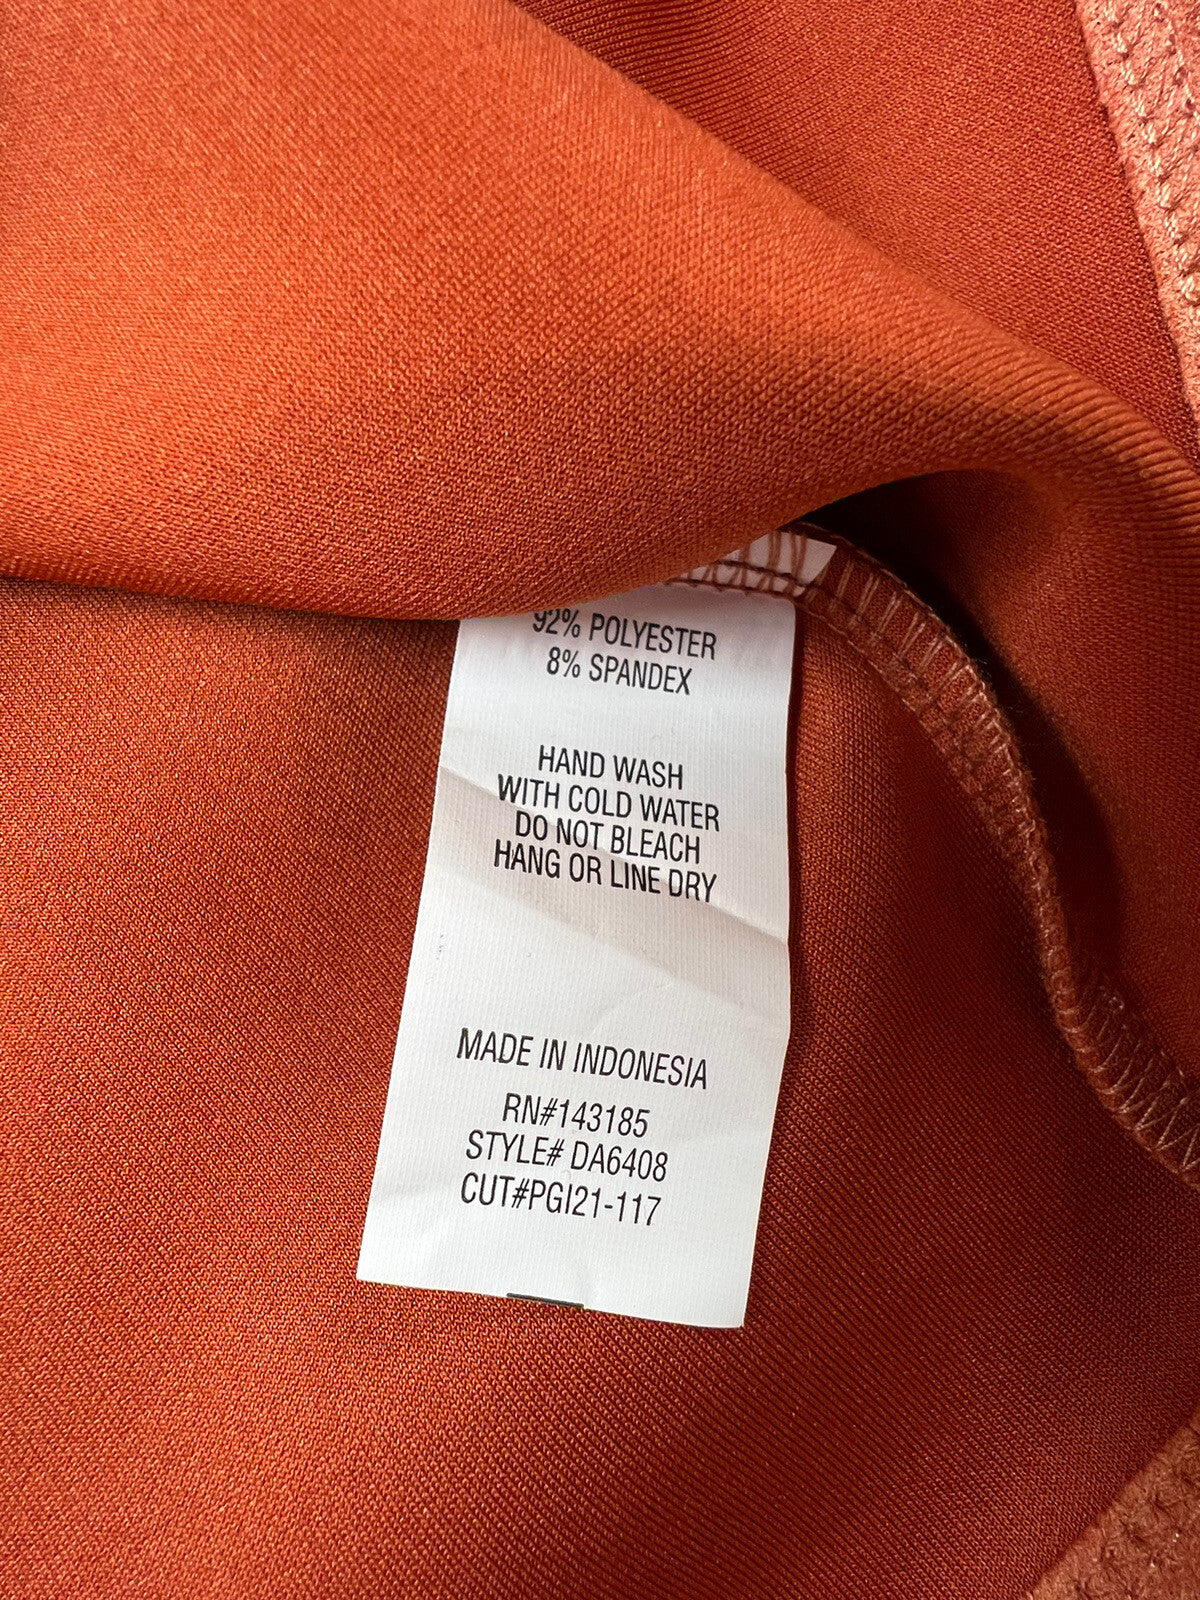 92% POLYESTER
8% SPANDEX
HAND WASH
WITH COLD WATER
DO NOT BLEACH
HANG OR LINE DRY
MADE IN INDONESIA
RN#143185
STYLE# DA6408
CUT#PGI21-117